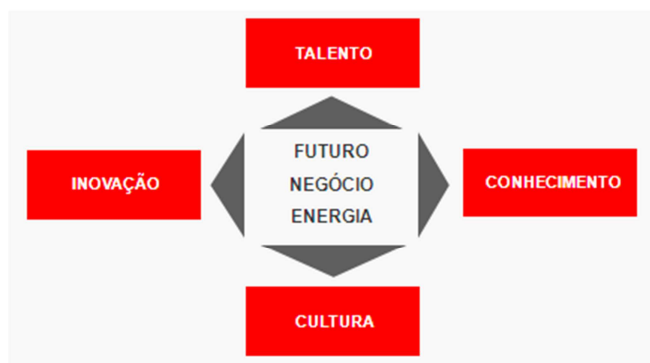 TALENTO
FUTURO
NEGÓCIO
ENERGIA
INOVAÇÃO
CONHECIMENTO
CULTURA